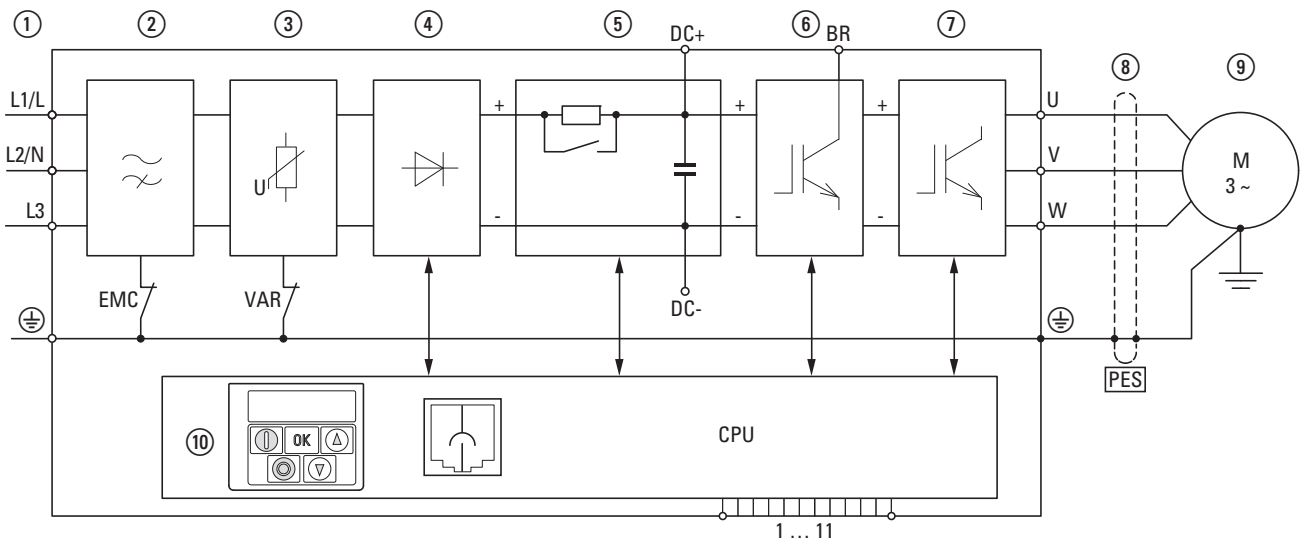 ① ② ③ ④ ⑤ DC+ ⑥ BR ⑦ ⑧ ⑨
L1/L + + + U
L2/N U V M
3 ~
L3 - - - W
EMC VAR DC-
PES
⑩ OK CPU
1 … 11